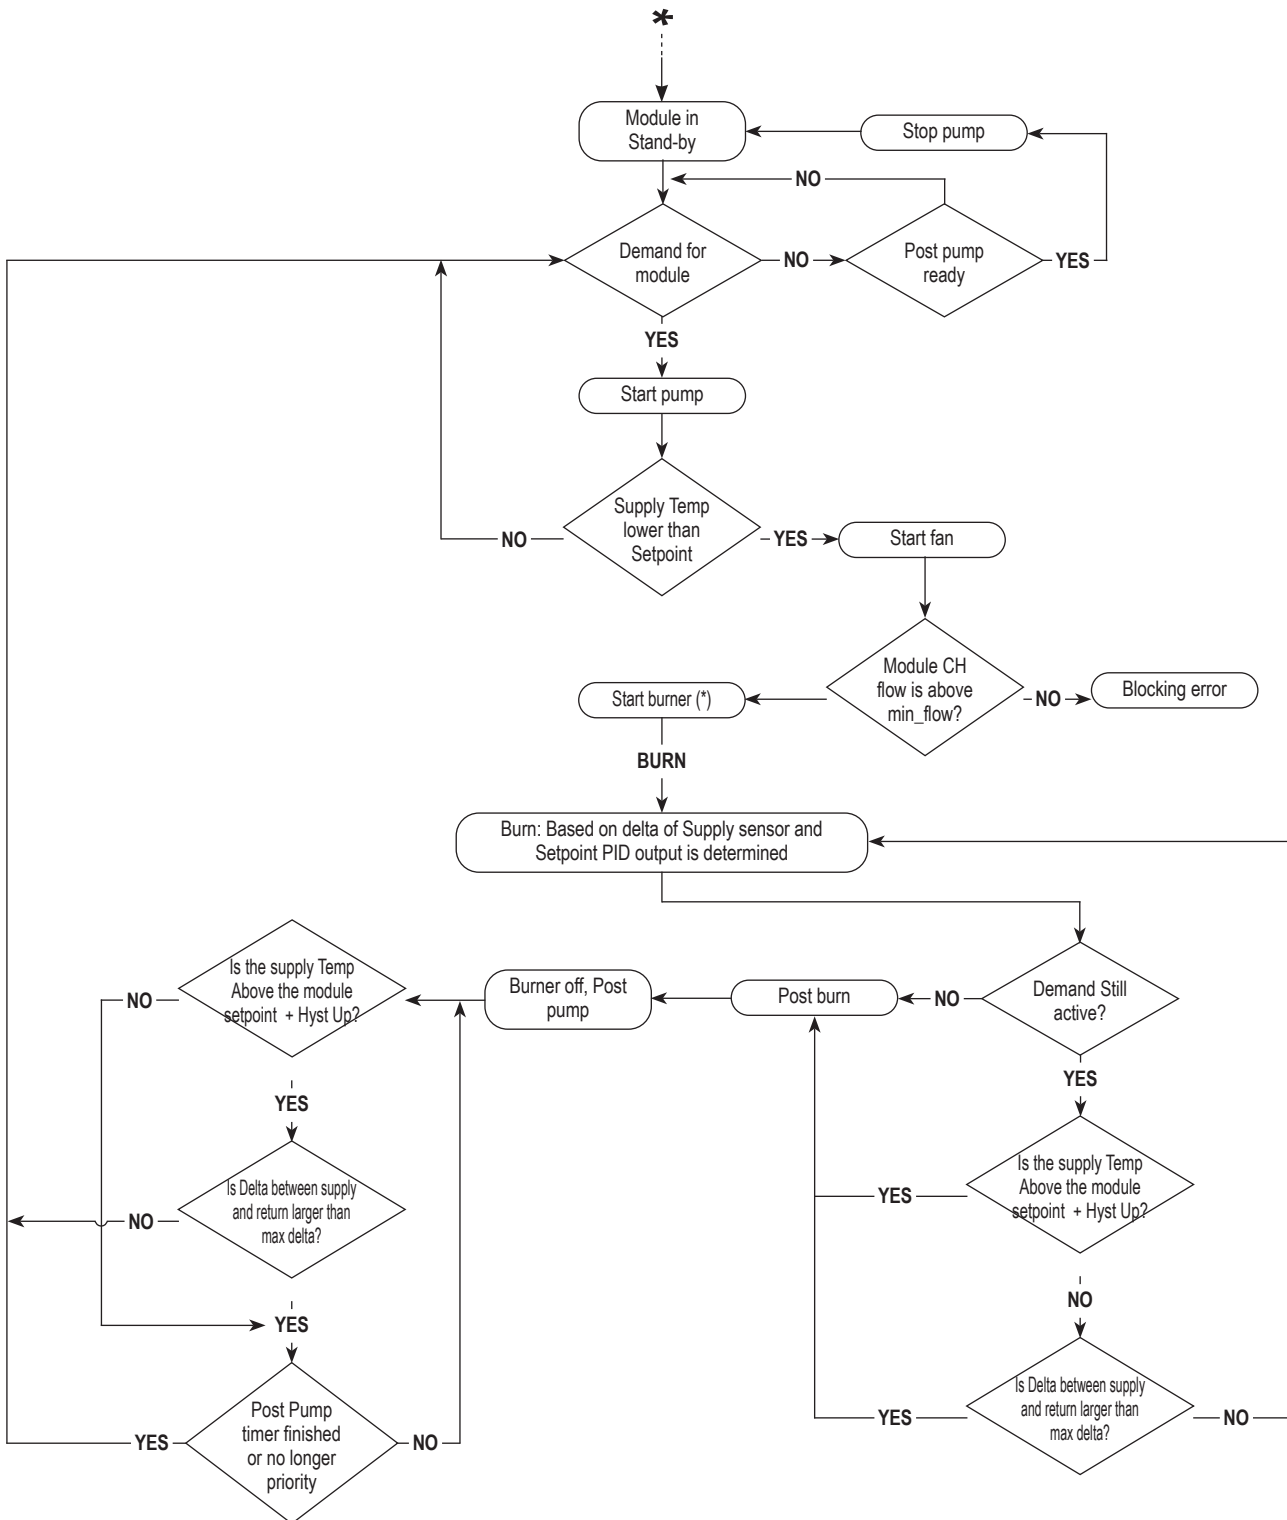 *
Module in
Stand-by
Stop pump
NO
Demand for
module
NO
Post pump
ready
YES
YES
Start pump
Supply Temp
lower than
Setpoint
NO
YES
Start fan
Module CH
flow is above
min_flow?
Start burner (*)
NO
Blocking error
BURN
Burn: Based on delta of Supply sensor and
Setpoint PID output is determined
Is the supply Temp
Above the module
setpoint + Hyst Up?
NO
Burner off, Post
pump
Post burn
NO
Demand Still
active?
YES
YES
Is Delta between supply
and return larger than
max delta?
NO
Is the supply Temp
Above the module
setpoint + Hyst Up?
YES
NO
YES
Post Pump
timer finished
or no longer
priority
YES
NO
Is Delta between supply
and return larger than
max delta?
YES
NO